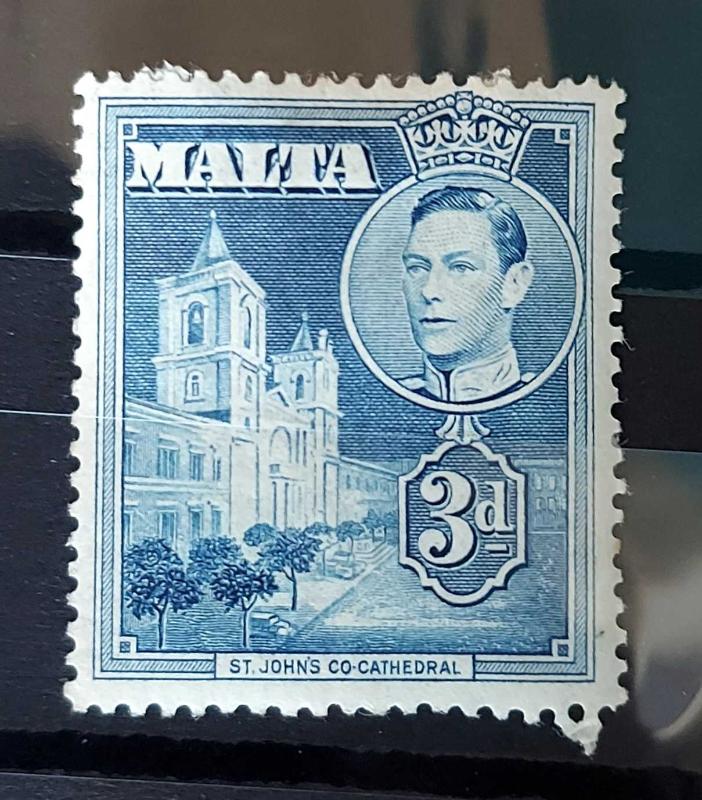 MALTA
3d
ST. JOHN'S CO-CATHEDRAL